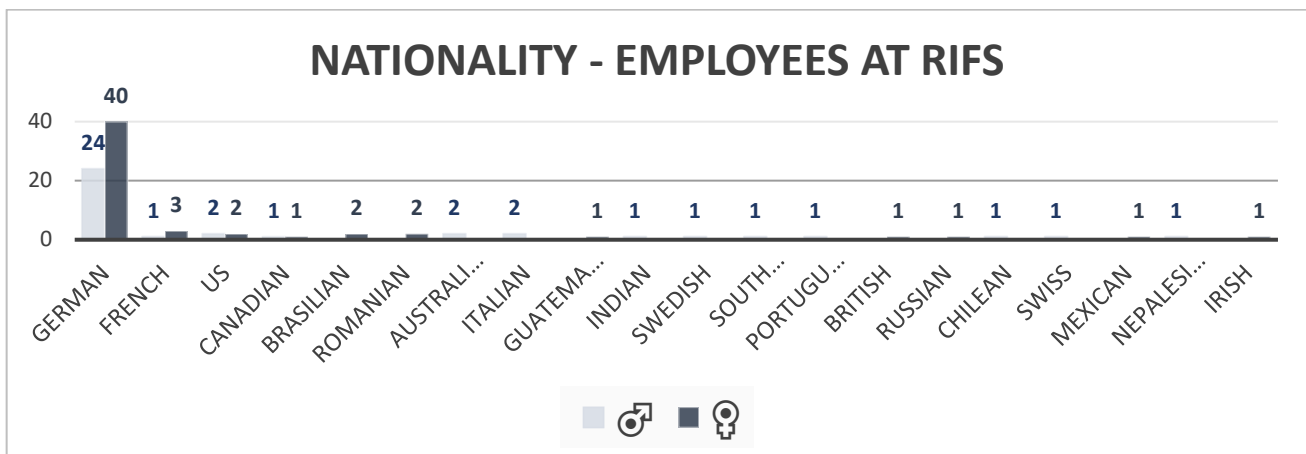 NATIONALITY - EMPLOYEES AT RIFS
40
40
24
20
1 3 2 2 1 1 2 2 2 2 1 1 1 1 1 1 1 1 1 1 1 1
0
GERMAN
FRENCH
US
CANADIAN
BRASILIAN
ROMANIAN
AUSTRALI...
ITALIAN
GUATEMA...
INDIAN
SWEDISH
SOUTH...
PORTUGU...
BRITISH
RUSSIAN
CHILEAN
SWISS
MEXICAN
NEPALESI...
IRISH